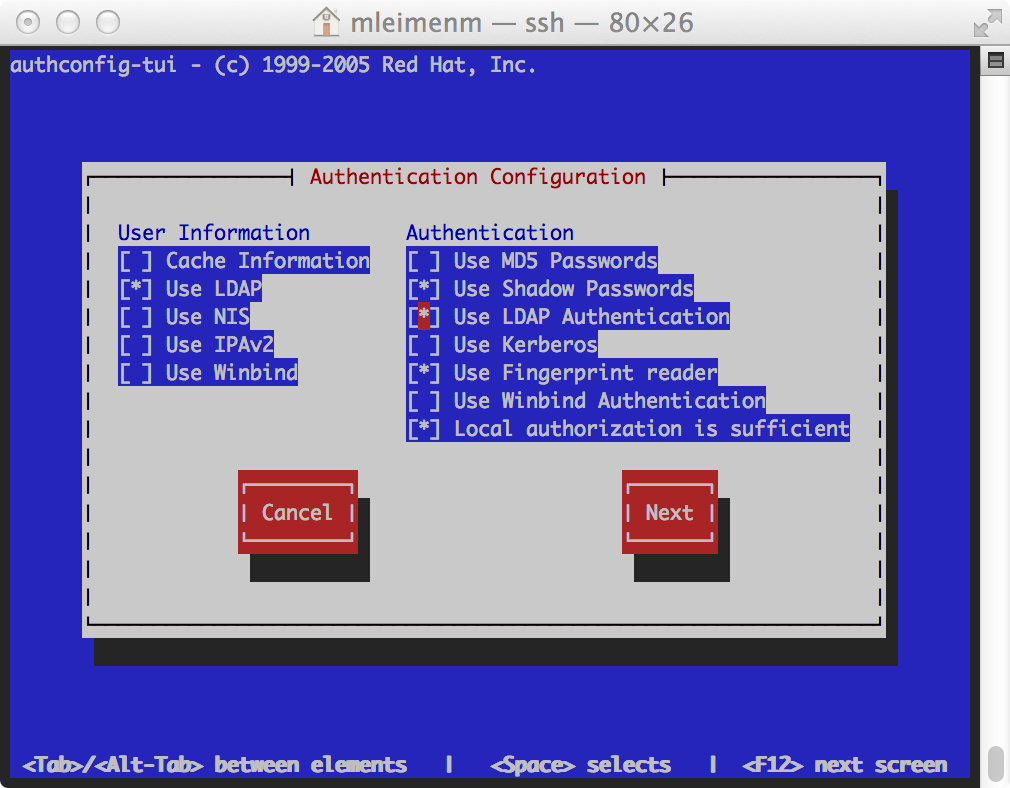 mleimenm — ssh — 80×26
authconfig-tui - (c) 1999-2005 Red Hat, Inc.
Authentication Configuration
User Information
[ ] Cache Information
[*] Use LDAP
[ ] Use NIS
[ ] Use IPAv2
[ ] Use Winbind
Authentication
[ ] Use MD5 Passwords
[*] Use Shadow Passwords
[*] Use LDAP Authentication
[ ] Use Kerberos
[*] Use Fingerprint reader
[ ] Use Winbind Authentication
[*] Local authorization is sufficient
Cancel
Next
<Tab>/<Alt-Tab> between elements | <Space> selects | <F12> next screen